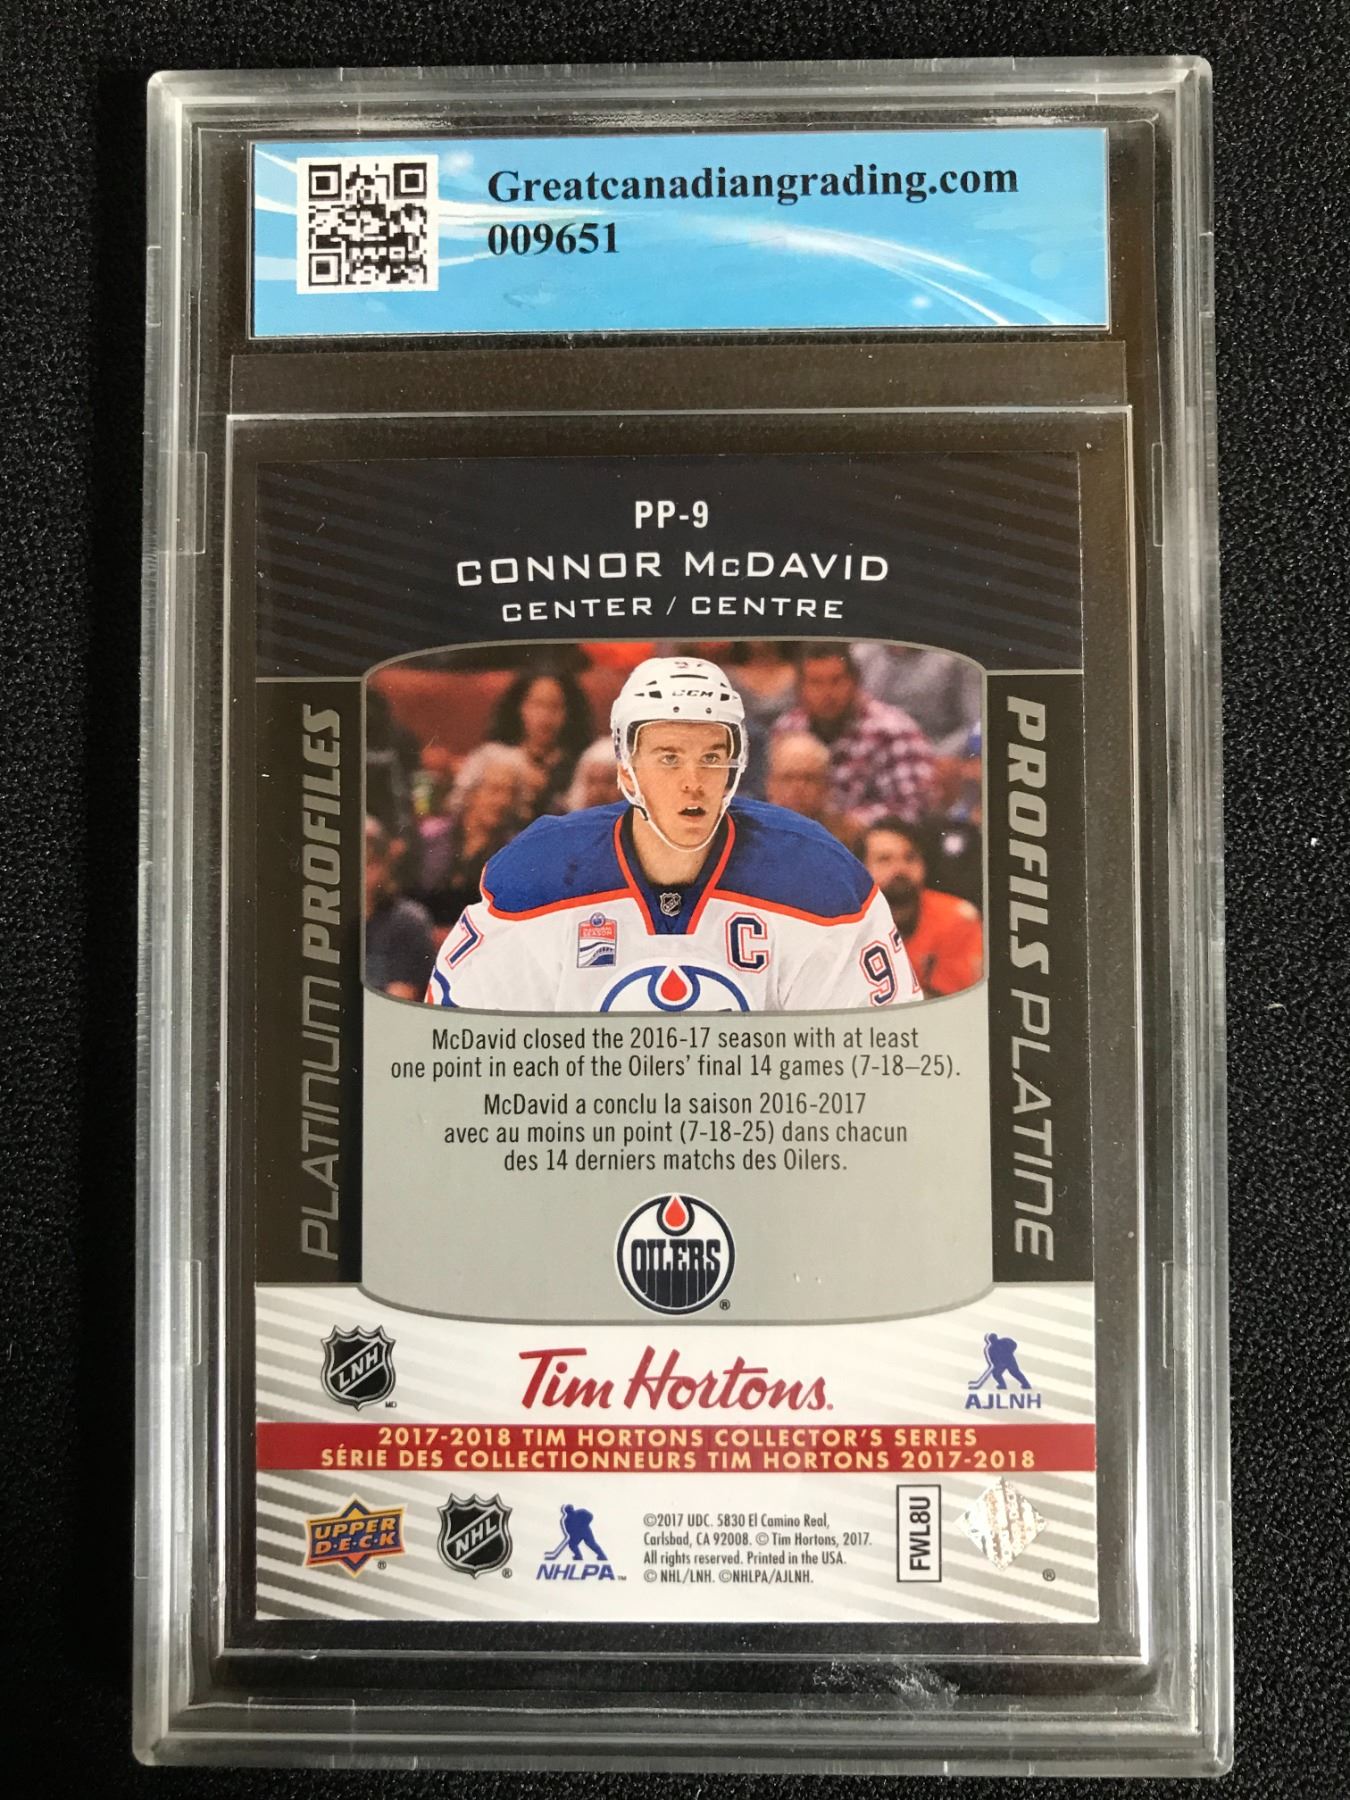 Greatcanadiangrading.com
009651
PP-9
CONNOR McDAVID
CENTER / CENTRE
PLATINUM PROFILES
PROFILS PLATINE
97
CCM
C
97
McDavid closed the 2016-17 season with at least
one point in each of the Oilers' final 14 games (7-18–25).
McDavid a conclu la saison 2016-2017
avec au moins un point (7-18-25) dans chacun
des 14 derniers matchs des Oilers.
OILERS
®
LNH
MD
Tim Hortons.
AJLNH
2017-2018 TIM HORTONS COLLECTOR'S SERIES
SÉRIE DES COLLECTIONNEURS TIM HORTONS 2017-2018
UPPER
D·E·C·K
®
NHL
®
NHLPA™
©2017 UDC. 5830 El Camino Real,
Carlsbad, CA 92008. © Tim Hortons, 2017.
All rights reserved. Printed in the USA.
© NHL/LNH. ©NHLPA/AJLNH.
FWL8U
®